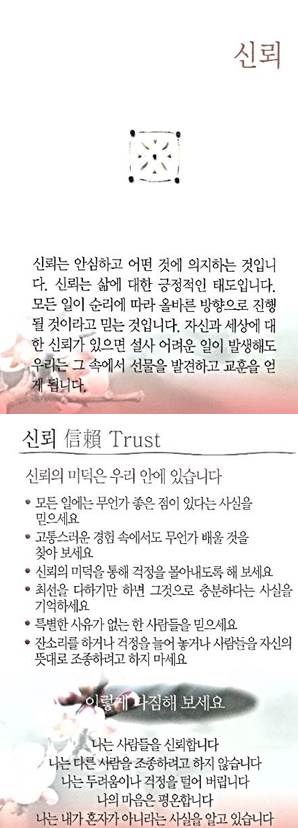 신뢰
신뢰는 안심하고 어떤 것에 의지하는 것입니
다. 신뢰는 삶에 대한 긍정적인 태도입니다.
모든 일이 순리에 따라 올바른 방향으로 진행
될 것이라고 믿는 것입니다. 자신과 세상에 대
한 신뢰가 있으면 설사 어려운 일이 발생해도
우리는 그 속에서 선물을 발견하고 교훈을 얻
게 됩니다.
신뢰 信賴 Trust
신뢰의 미덕은 우리 안에 있습니다
• 모든 일에는 무언가 좋은 점이 있다는 사실을
믿으세요
• 고통스러운 경험 속에서도 무언가 배울 것을
찾아 보세요
• 신뢰의 미덕을 통해 걱정을 몰아내도록 해 보세요
• 최선을 다하기만 하면 그것으로 충분하다는 사실을
기억하세요
• 특별한 사유가 없는 한 사람들을 믿으세요
• 잔소리를 하거나 걱정을 늘어 놓거나 사람들을 자신의
뜻대로 조종하려고 하지 마세요
이렇게 다짐해 보세요
나는 사람들을 신뢰합니다
나는 다른 사람을 조종하려고 하지 않습니다
나는 두려움이나 걱정을 털어 버립니다
나의 마음은 평온합니다
나는 내가 혼자가 아니라는 사실을 알고 있습니다